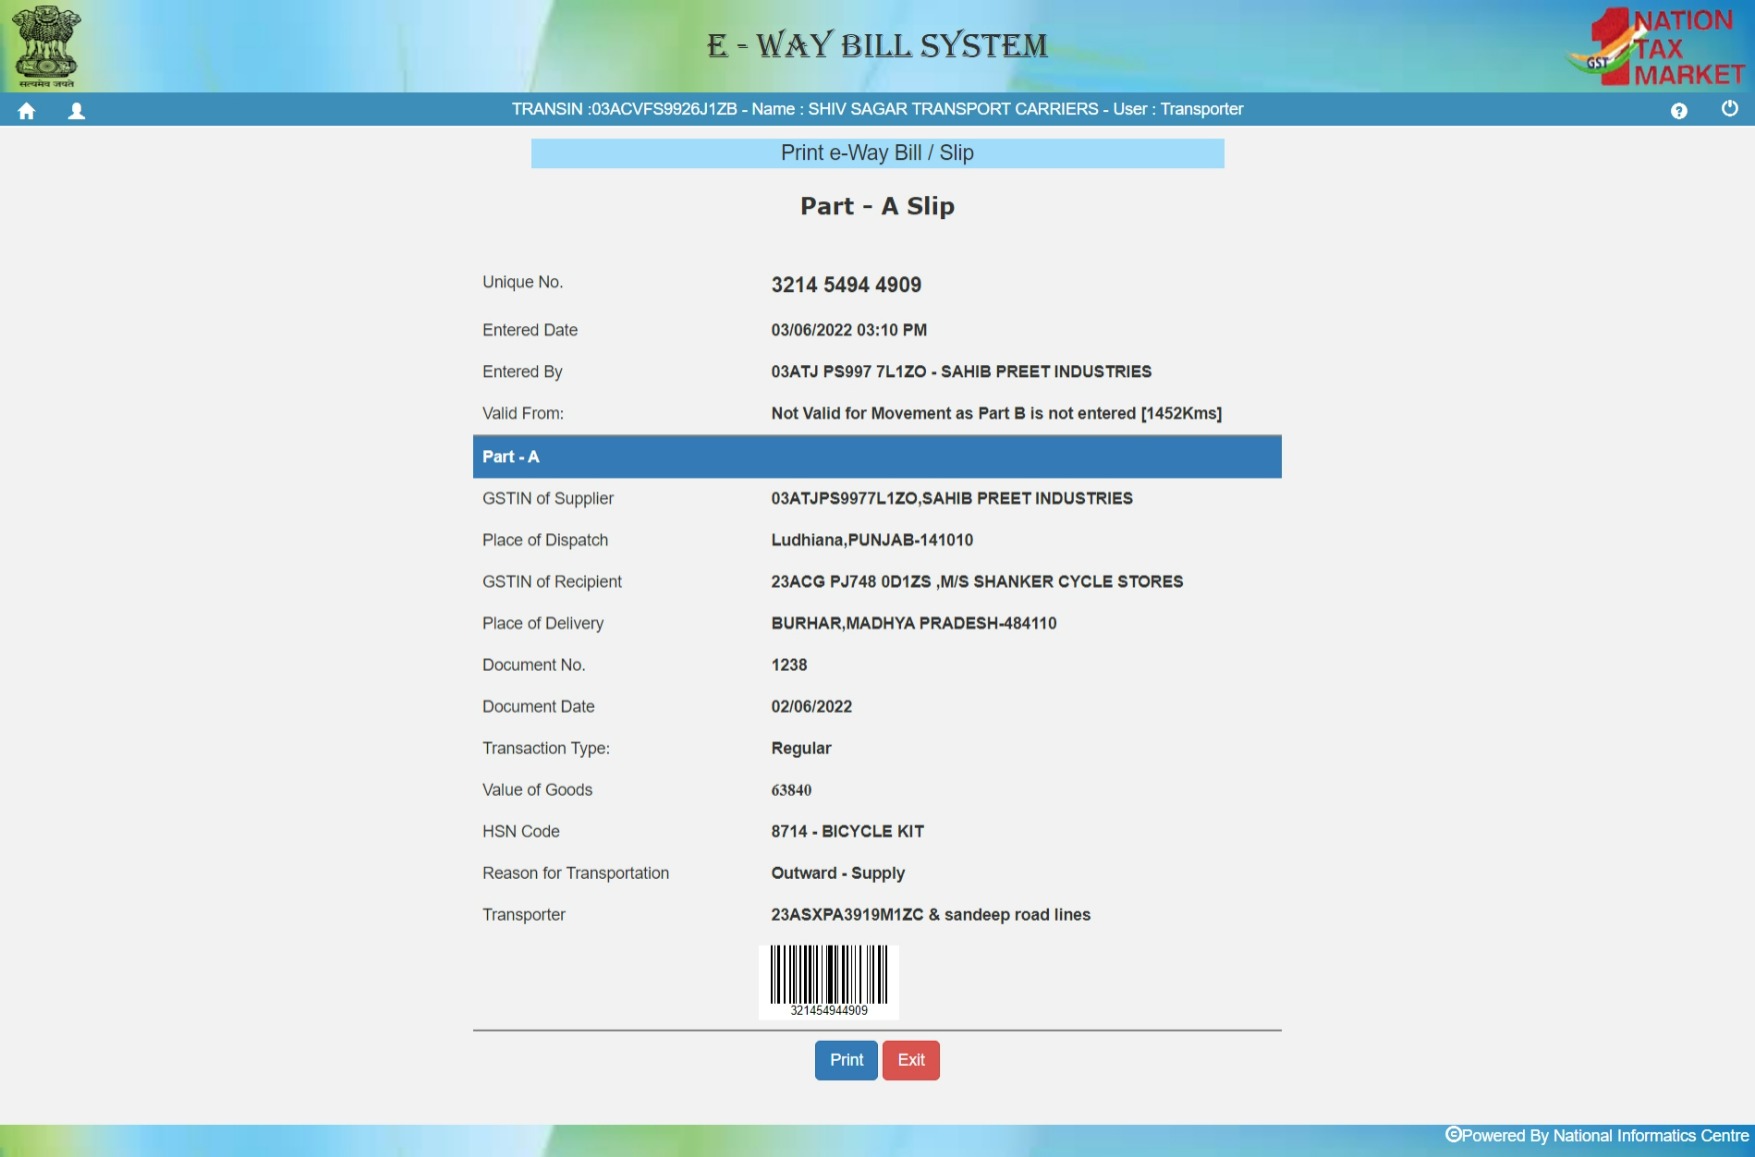 सत्यमेव जयते
E - WAY BILL SYSTEM
1 NATION
TAX
GST
MARKET
TRANSIN :03ACVFS9926J1ZB - Name : SHIV SAGAR TRANSPORT CARRIERS - User : Transporter
?
Print e-Way Bill / Slip
Part - A Slip
Unique No. 3214 5494 4909
Entered Date 03/06/2022 03:10 PM
Entered By 03ATJ PS997 7L1ZO - SAHIB PREET INDUSTRIES
Valid From: Not Valid for Movement as Part B is not entered [1452Kms]
Part - A
GSTIN of Supplier 03ATJPS9977L1ZO,SAHIB PREET INDUSTRIES
Place of Dispatch Ludhiana,PUNJAB-141010
GSTIN of Recipient 23ACG PJ748 0D1ZS ,M/S SHANKER CYCLE STORES
Place of Delivery BURHAR,MADHYA PRADESH-484110
Document No. 1238
Document Date 02/06/2022
Transaction Type: Regular
Value of Goods 63840
HSN Code 8714 - BICYCLE KIT
Reason for Transportation Outward - Supply
Transporter 23ASXPA3919M1ZC & sandeep road lines
321454944909
Print Exit
©Powered By National Informatics Centre